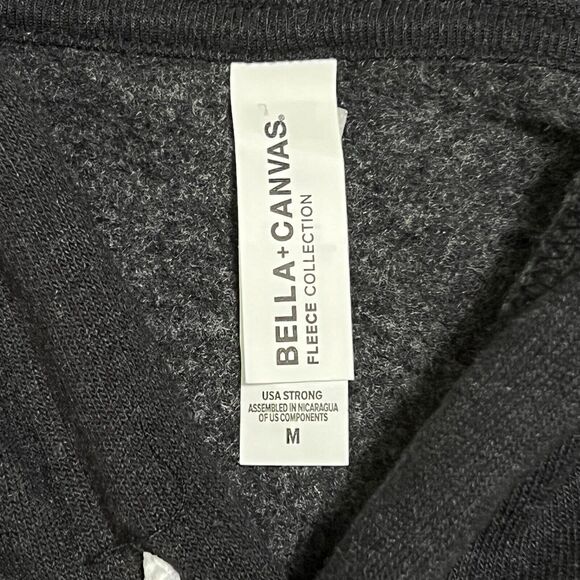 BELLA+CANVAS®
FLEECE COLLECTION
USA STRONG
ASSEMBLED IN NICARAGUA
OF US COMPONENTS
M